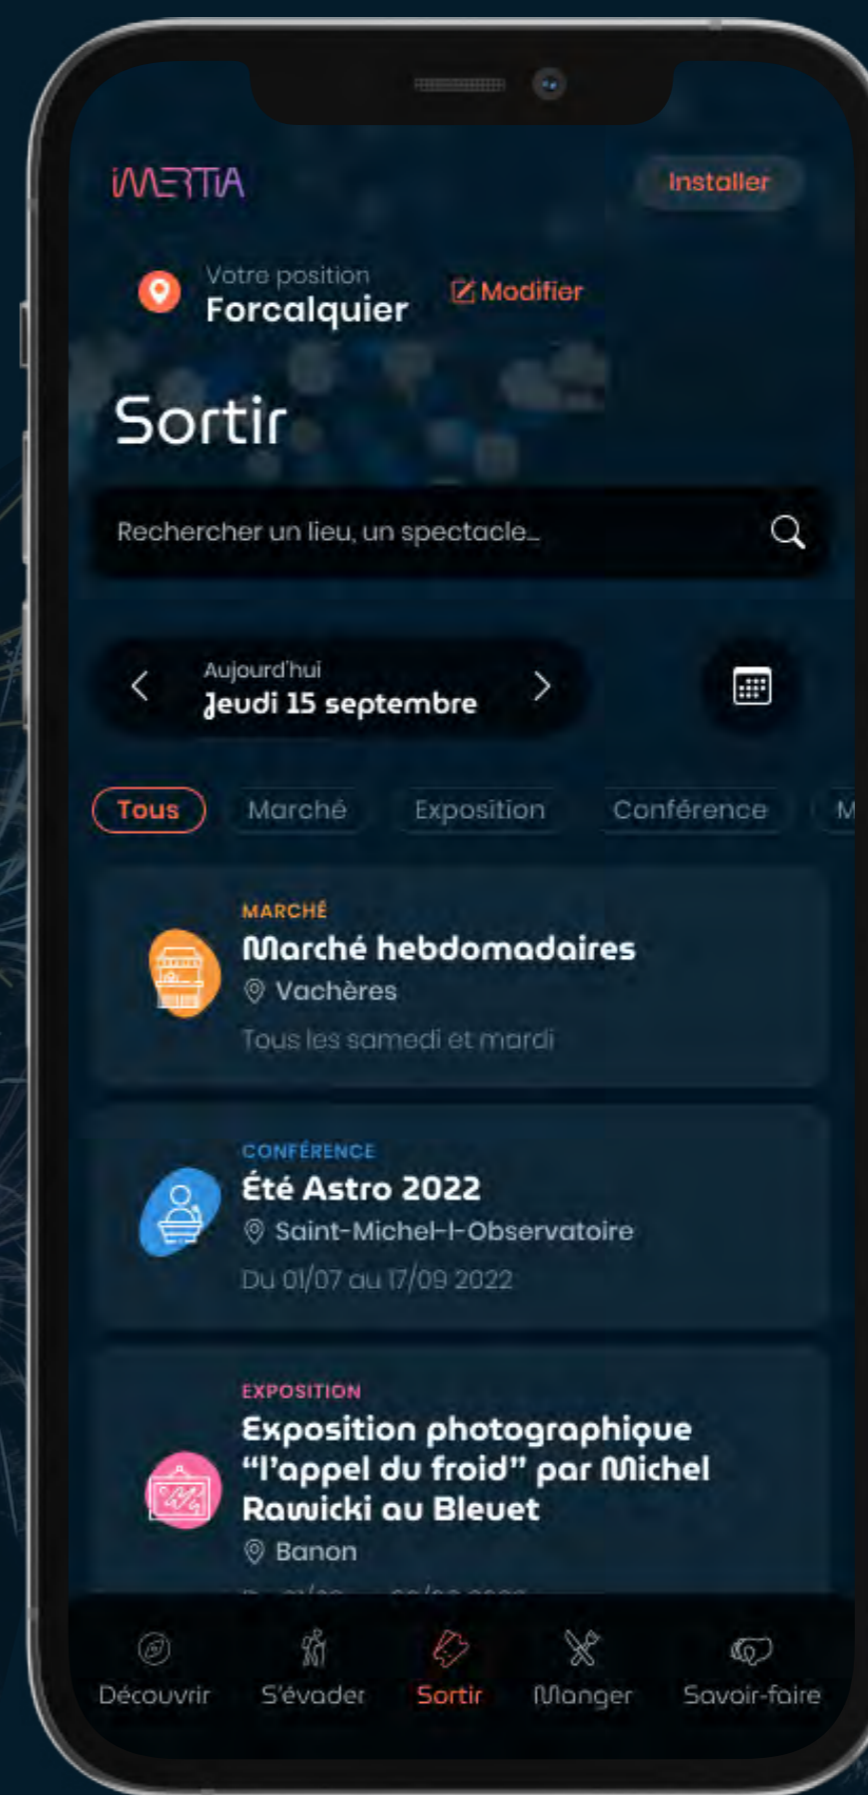 iMERTiA
Installer
Votre position
Forcalquier
Modifier
Sortir
Rechercher un lieu, un spectacle...
Aujourd'hui
Jeudi 15 septembre
Tous
Marché
Exposition
Conférence
M
MARCHÉ
Marché hebdomadaires
Vachères
Tous les samedi et mardi
CONFÉRENCE
Été Astro 2022
Saint-Michel-l-Observatoire
Du 01/07 au 17/09 2022
EXPOSITION
Exposition photographique
“l’appel du froid” par Michel
Rawicki au Bleuet
Banon
Découvrir
S'évader
Sortir
Manger
Savoir-faire